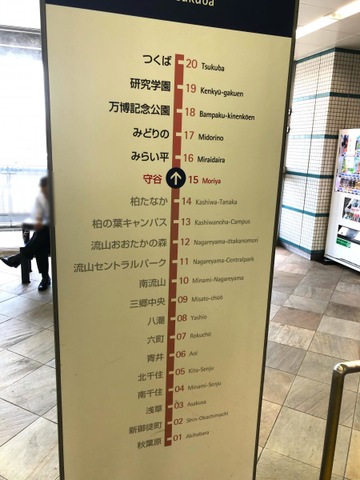 Tsukuba
つくば 20 Tsukuba
研究学園 19 Kenkyū-gakuen
万博記念公園 18 Bampaku-kinenkōen
みどりの 17 Midorino
みらい平 16 Miraidaira
守谷 15 Moriya
柏たなか 14 Kashiwa-Tanaka
柏の葉キャンパス 13 Kashiwanoha-Campus
流山おおたかの森 12 Nagareyama-ōtakanomori
流山セントラルパーク 11 Nagareyama-Centralpark
南流山 10 Minami-Nagareyama
三郷中央 09 Misato-chūō
八潮 08 Yashio
六町 07 Rokuchō
青井 06 Aoi
北千住 05 Kita-Senju
南千住 04 Minami-Senju
浅草 03 Asakusa
新御徒町 02 Shin-Okachimachi
秋葉原 01 Akihabara